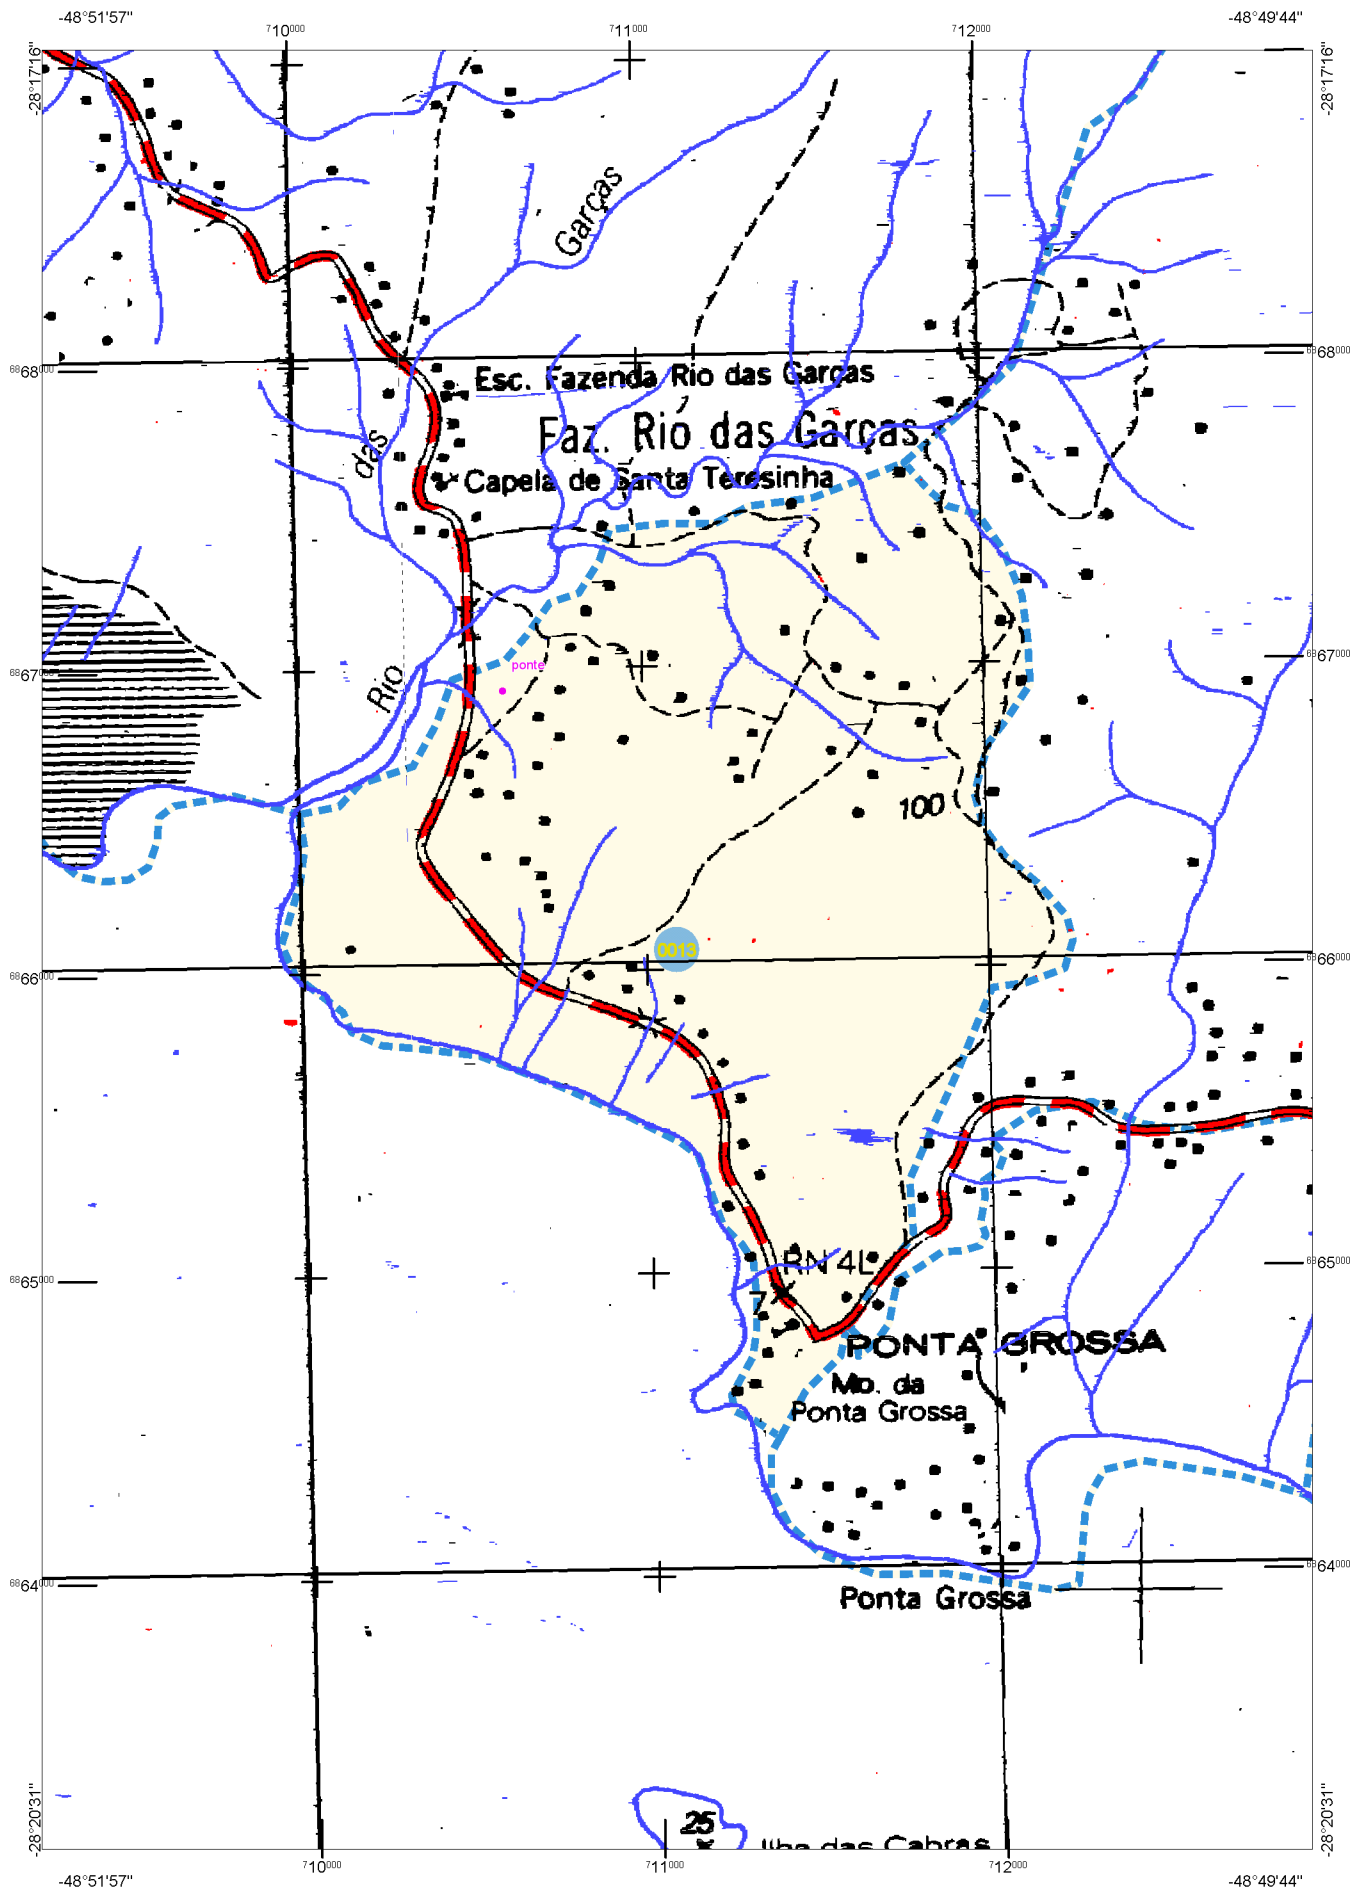 -48°51'57"
710000
711000
712000
-48°49'44"
-28°17'16"
-28°17'16"
Garças
6868000
6868000
Esc. Fazenda Rio das Garças
Faz. Rio das Garças
das
Capela de Santa Teresinha
6867000
ponte
6867000
Rio
100
0013
6866000
6866000
RN 4L
6865000
7
6865000
PONTA GROSSA
Mo. da
Ponta Grossa
6864000
6864000
Ponta Grossa
-28°20'31"
25
Ilha das Cabras
-28°20'31"
710000
711000
712000
-48°51'57"
-48°49'44"